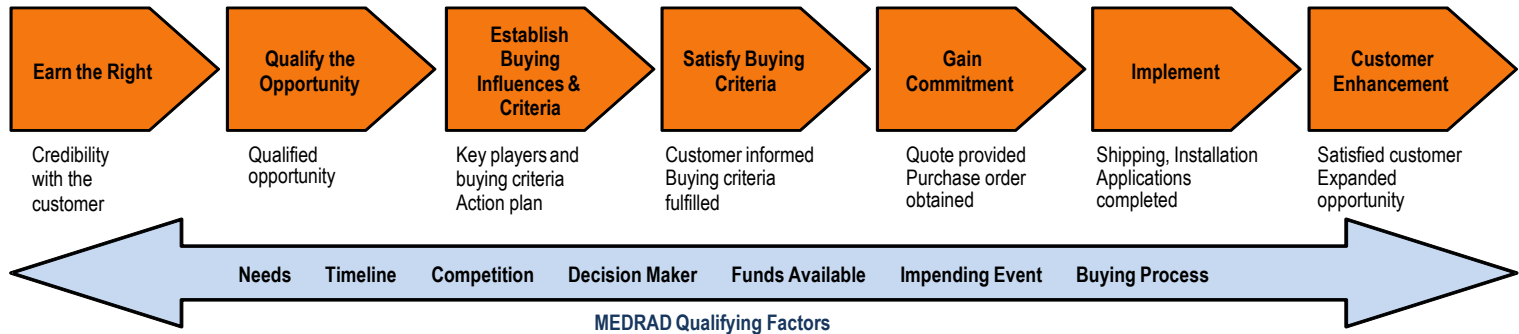 Earn the Right
Qualify the
Opportunity
Establish
Buying
Influences &
Criteria
Satisfy Buying
Criteria
Gain
Commitment
Implement
Customer
Enhancement
Credibility
with the
customer
Qualified
opportunity
Key players and
buying criteria
Action plan
Customer informed
Buying criteria
fulfilled
Quote provided
Purchase order
obtained
Shipping, Installation
Applications
completed
Satisfied customer
Expanded
opportunity
Needs Timeline Competition Decision Maker Funds Available Impending Event Buying Process
MEDRAD Qualifying Factors